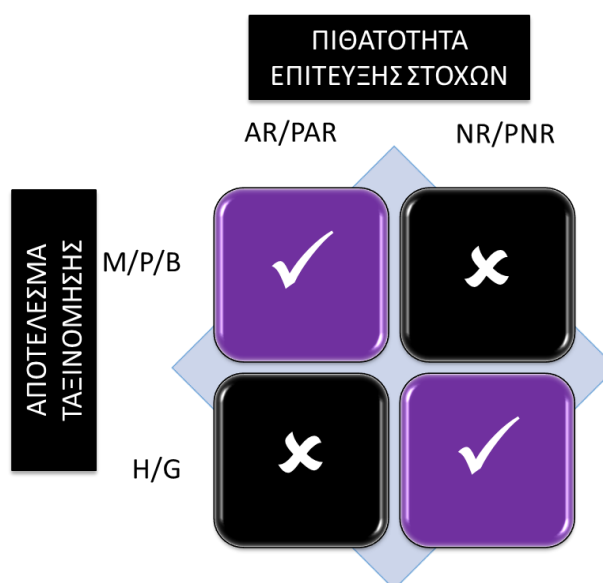 ΠΙΘΑΤΟΤΗΤΑ
ΕΠΙΤΕΥΞΗΣ ΣΤΟΧΩΝ
AR/PAR
NR/PNR
ΑΠΟΤΕΛΕΣΜΑ
ΤΑΞΙΝΟΜΗΣΗΣ
M/P/B
H/G